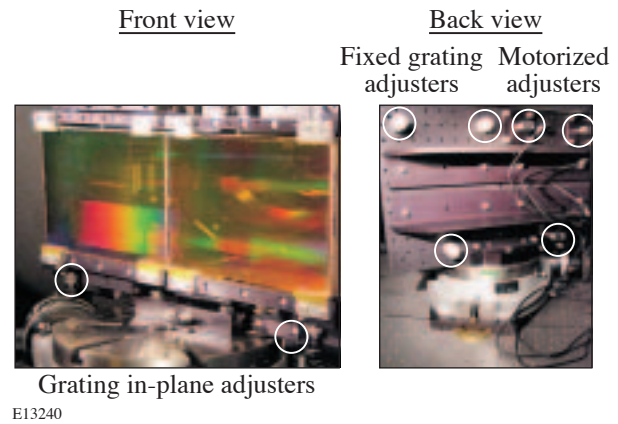 Front view
Back view
Fixed grating
adjusters
Motorized
adjusters
Grating in-plane adjusters
E13240